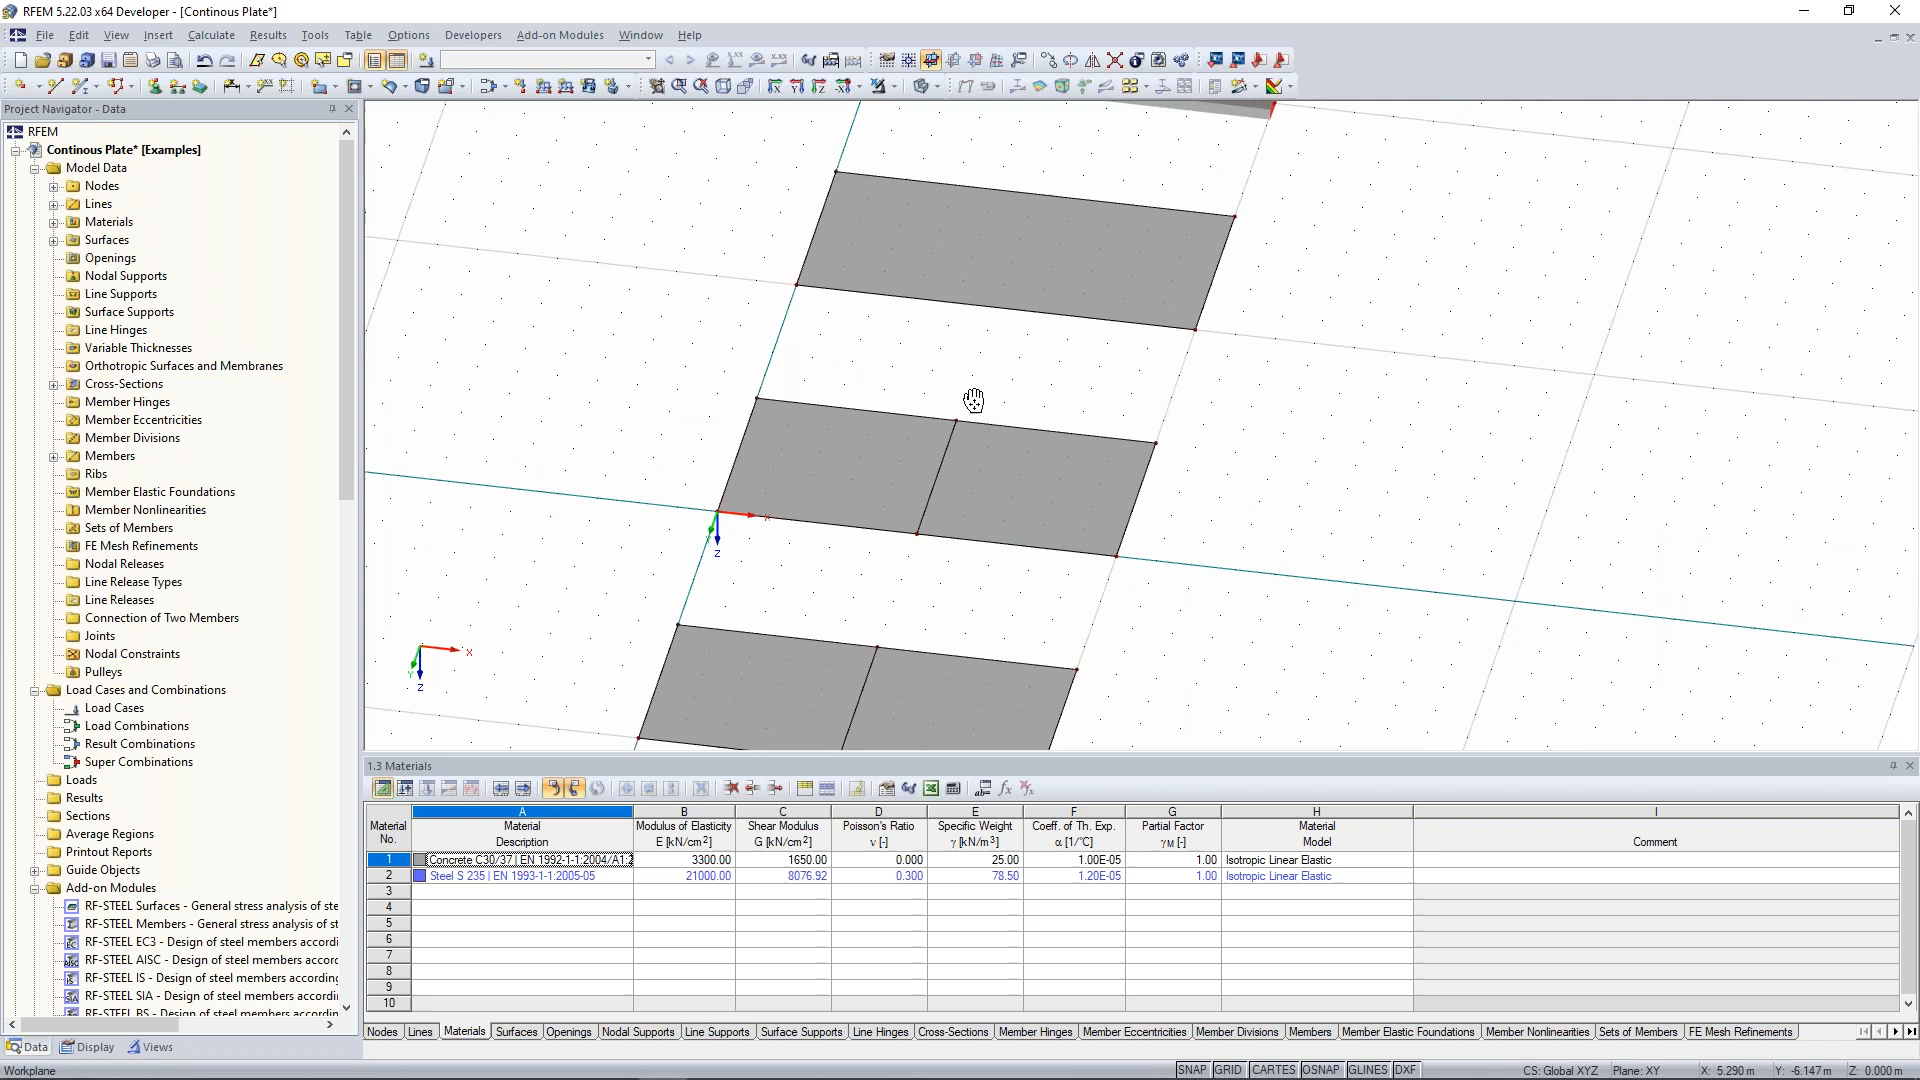 RFEM 5.22.03 x64 Developer - [Continous Plate*]
File Edit View Insert Calculate Results Tools Table Options Developers Add-on Modules Window Help
Project Navigator - Data
RFEM
Continous Plate* [Examples]
Model Data
Nodes
Lines
Materials
Surfaces
Openings
Nodal Supports
Line Supports
Surface Supports
Line Hinges
Variable Thicknesses
Orthotropic Surfaces and Membranes
Cross-Sections
Member Hinges
Member Eccentricities
Member Divisions
Members
Ribs
Member Elastic Foundations
Member Nonlinearities
Sets of Members
FE Mesh Refinements
Nodal Releases
Line Release Types
Line Releases
Connection of Two Members
Joints
Nodal Constraints
Pulleys
Load Cases and Combinations
Load Cases
Load Combinations
Result Combinations
Super Combinations
Loads
Results
Sections
Average Regions
Printout Reports
Guide Objects
Add-on Modules
RF-STEEL Surfaces - General stress analysis of ste
RF-STEEL Members - General stress analysis of st
RF-STEEL EC3 - Design of steel members accordi
RF-STEEL AISC - Design of steel members accor
RF-STEEL IS - Design of steel members according
RF-STEEL SIA - Design of steel members accordi
RF-STEEL BS - Design of steel members accordin
Data Display Views
X
Y
Z
X
Y
Z
1.3 Materials
A B C D E F G H I
Material No. Material Description Modulus of Elasticity E [kN/cm2] Shear Modulus G [kN/cm2] Poisson's Ratio ν [-] Specific Weight γ [kN/m3] Coeff. of Th. Exp. α [1/°C] Partial Factor γM [-] Material Model Comment
1 Concrete C30/37 | EN 1992-1-1:2004/A1:2 3300.00 1650.00 0.000 25.00 1.00E-05 1.00 Isotropic Linear Elastic
2 Steel S 235 | EN 1993-1-1:2005-05 21000.00 8076.92 0.300 78.50 1.20E-05 1.00 Isotropic Linear Elastic
3
4
5
6
7
8
9
10
Nodes Lines Materials Surfaces Openings Nodal Supports Line Supports Surface Supports Line Hinges Cross-Sections Member Hinges Member Eccentricities Member Divisions Members Member Elastic Foundations Member Nonlinearities Sets of Members FE Mesh Refinements
Workplane SNAP GRID CARTES OSNAP GLINES DXF CS: Global XYZ Plane: XY X: 5.290 m Y: -6.147 m Z: 0.000 m